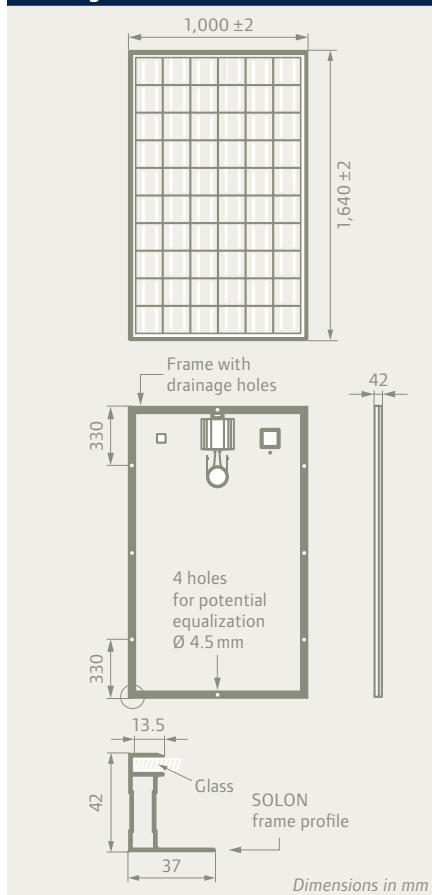 1,000 ±2
1,640 ±2
Frame with
drainage holes
42
330
4 holes
for potential
equalization
Ø 4.5 mm
330
13.5
Glass
42
SOLON
frame profile
37
Dimensions in mm